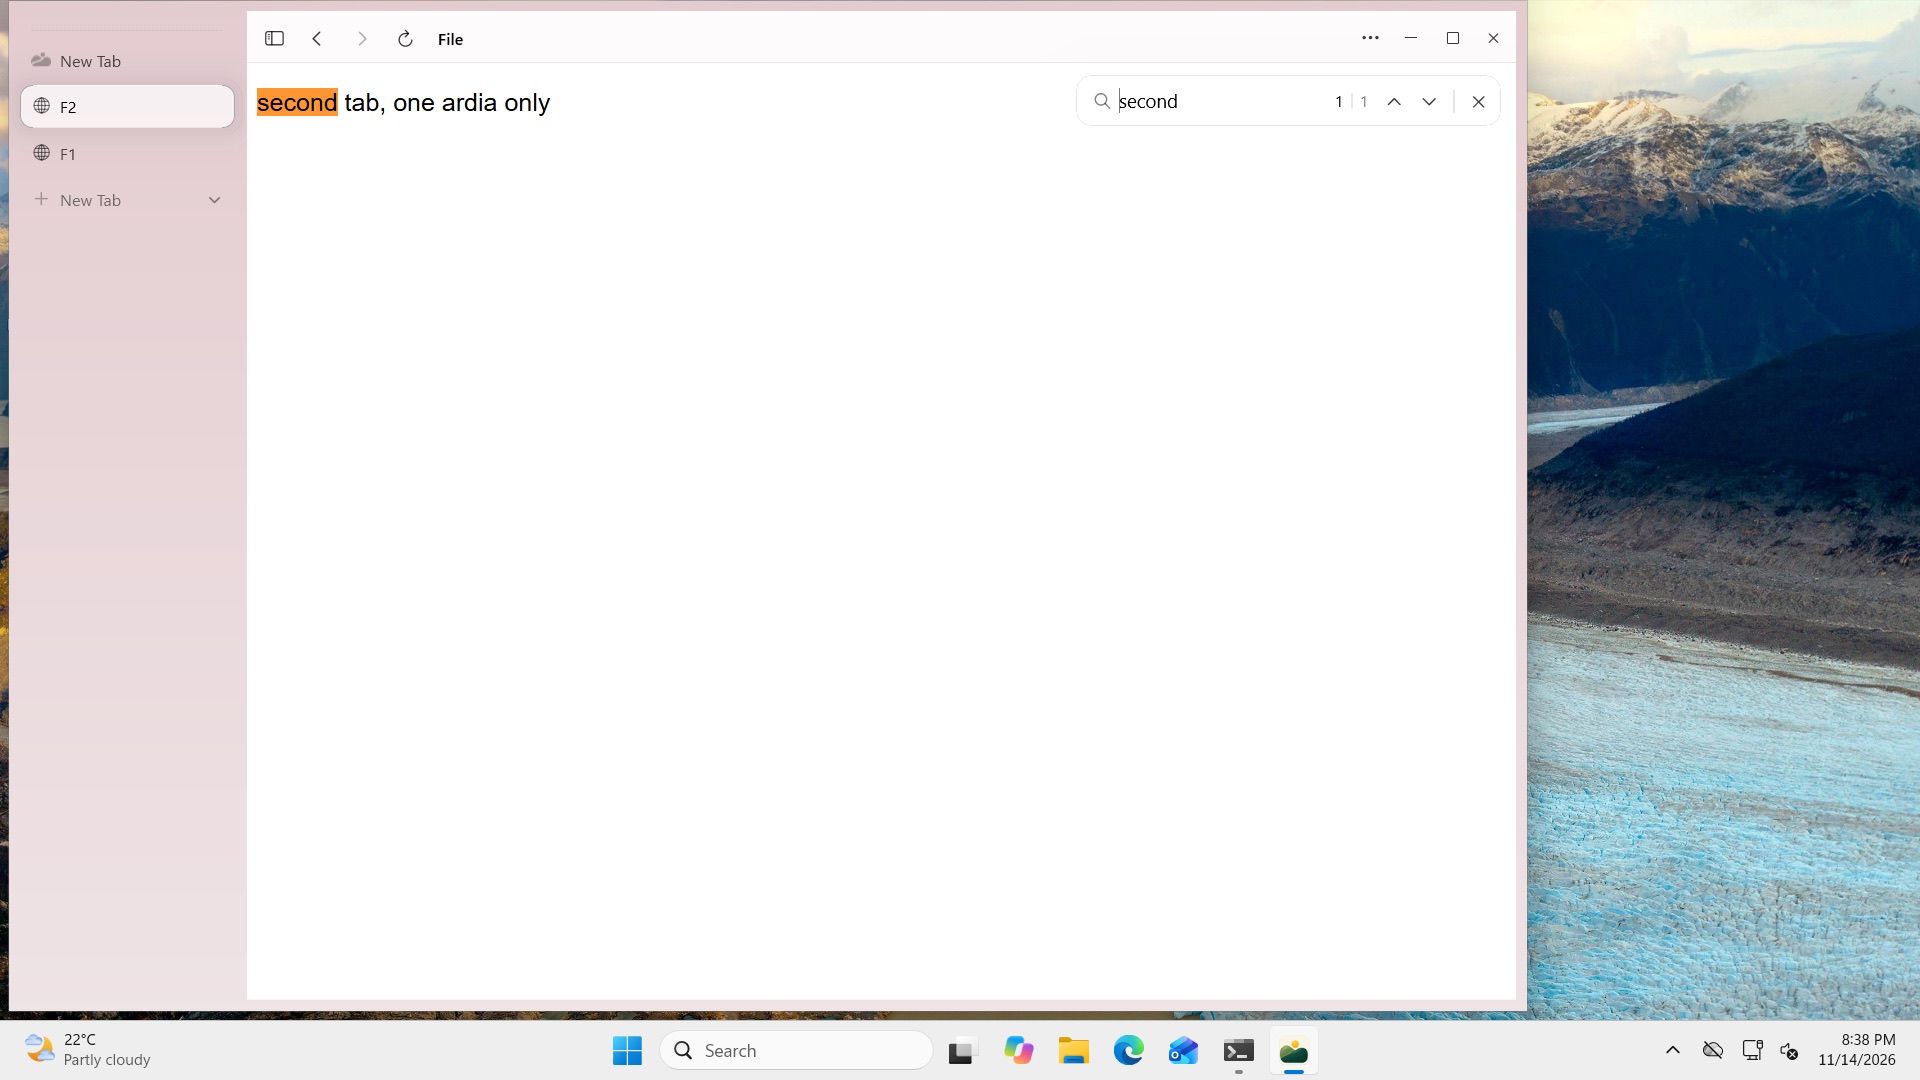 New Tab
F2
F1
New Tab
File
second tab, one ardia only
second
1 | 1
22°C
Partly cloudy
Search
8:38 PM
11/14/2026